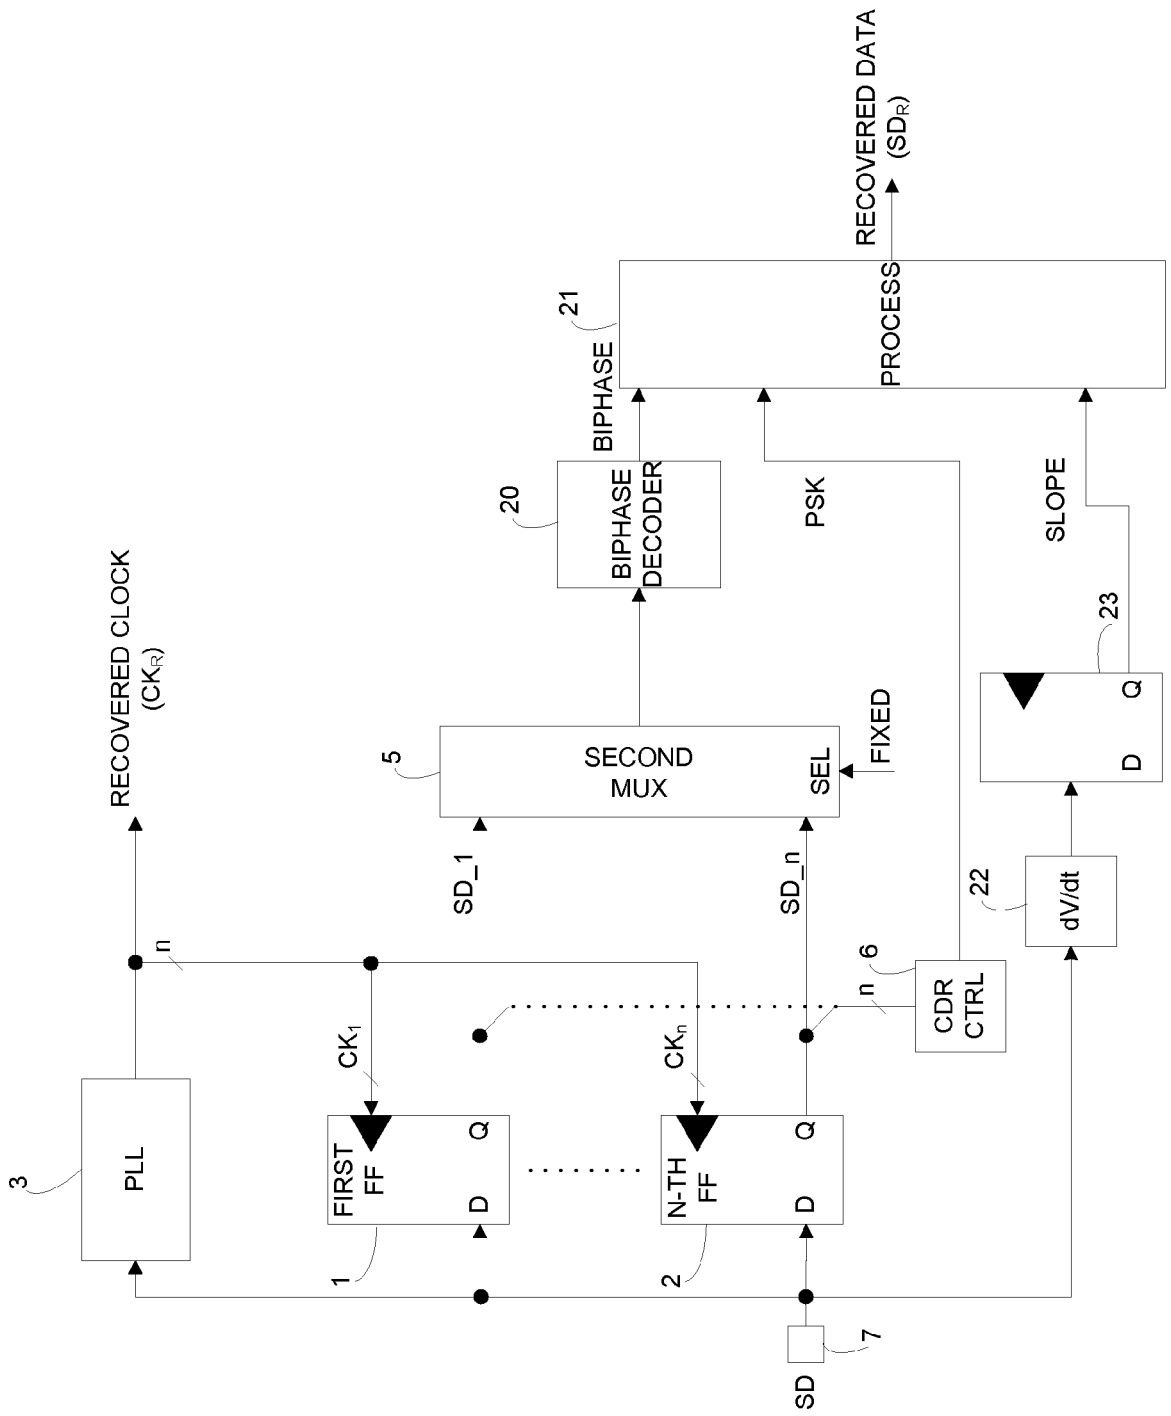 SD
7
3
PLL
1
FIRST
FF
D
Q
2
N-TH
FF
D
Q
CK1
CKn
n
n
6
CDR
CTRL
RECOVERED CLOCK
(CKR)
SD_1
SD_n
5
SECOND
MUX
SEL
FIXED
22
dV/dt
23
D
Q
20
BIPHASE
DECODER
BIPHASE
PSK
SLOPE
21
PROCESS
RECOVERED DATA
(SDR)